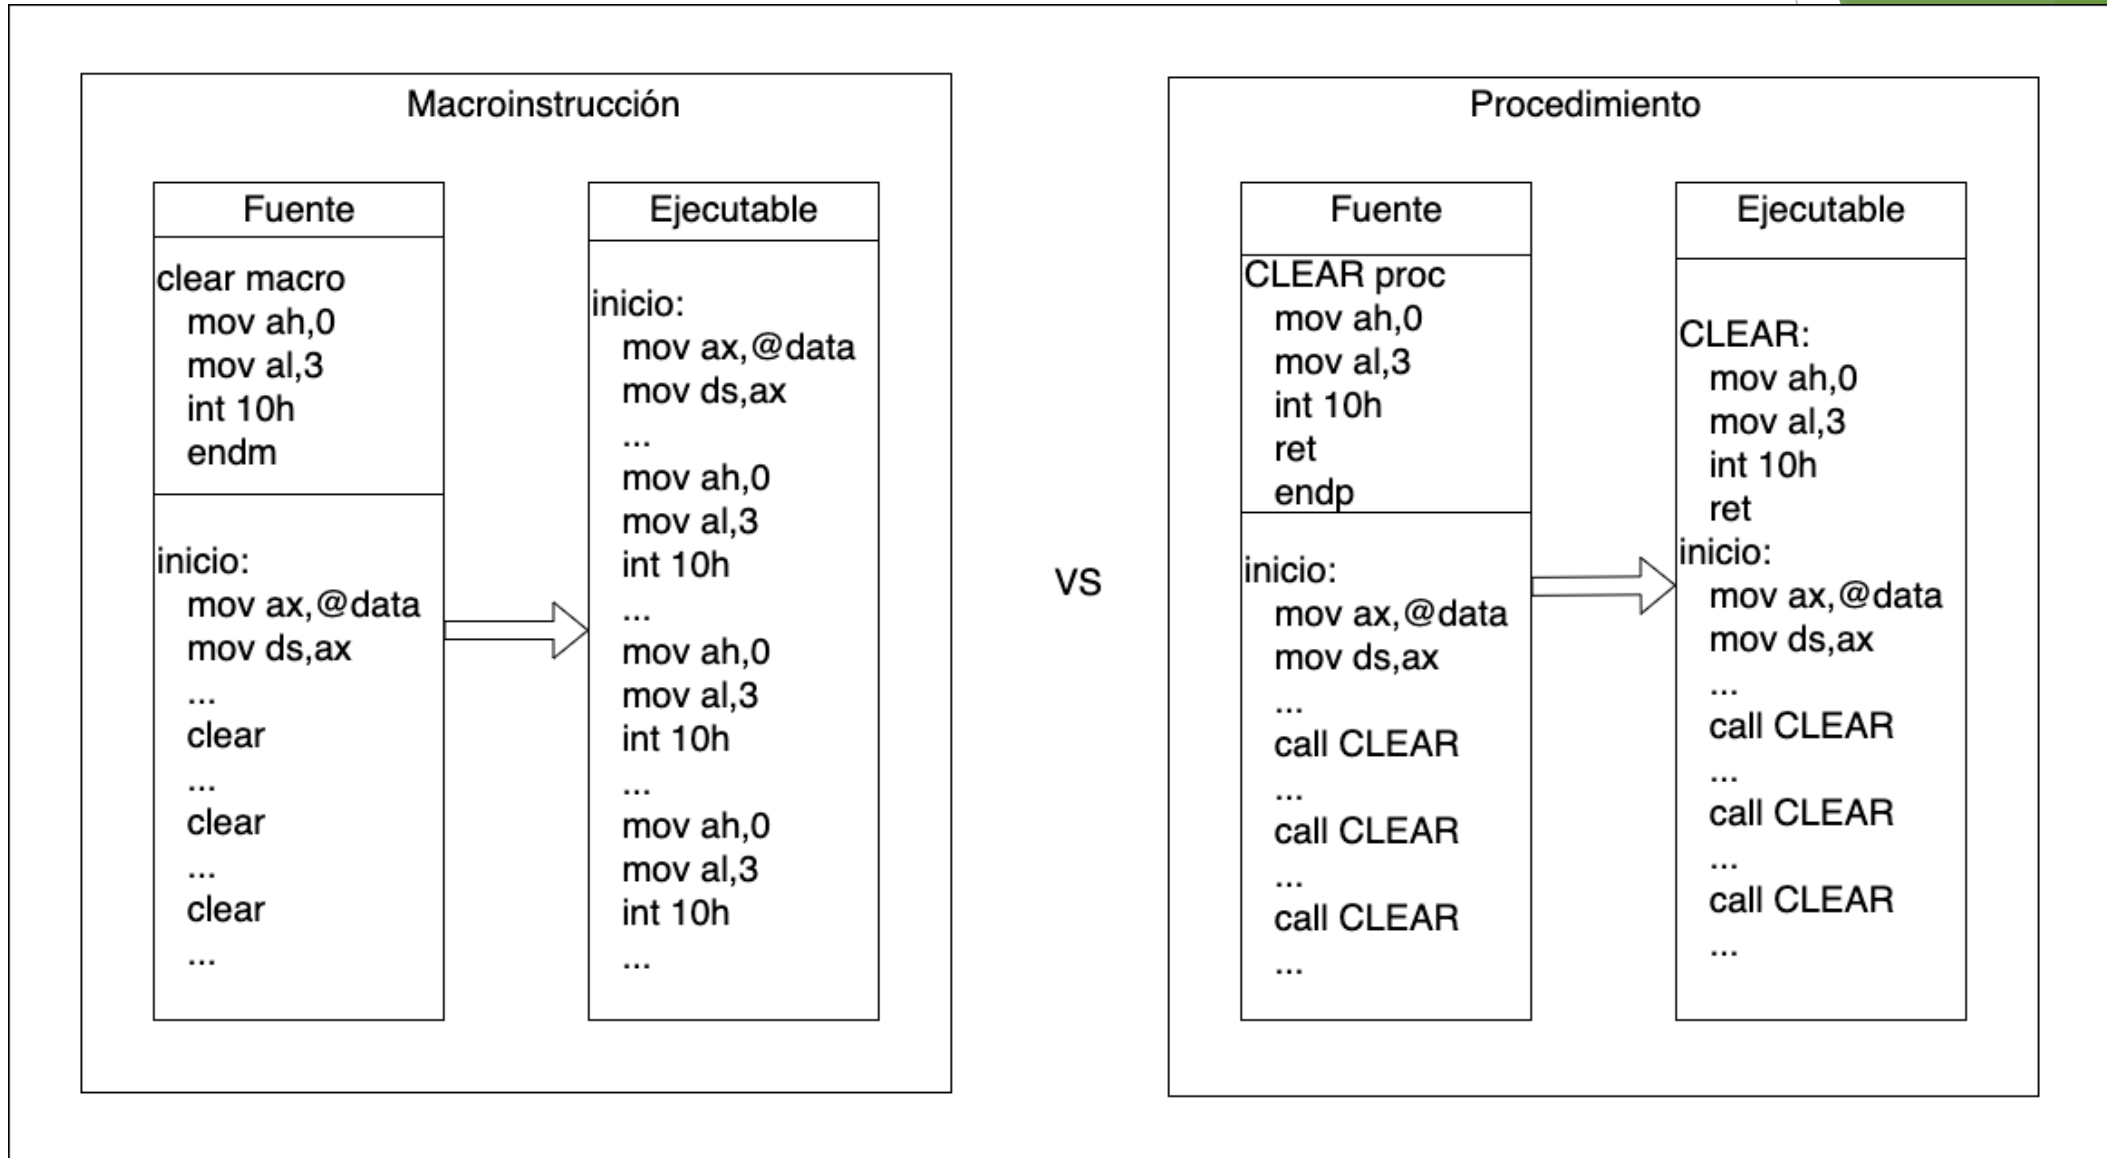 Macroinstrucción
Fuente
clear macro
mov ah,0
mov al,3
int 10h
endm
inicio:
mov ax,@data
mov ds,ax
...
clear
...
clear
...
clear
...
Ejecutable
inicio:
mov ax,@data
mov ds,ax
...
mov ah,0
mov al,3
int 10h
...
mov ah,0
mov al,3
int 10h
...
mov ah,0
mov al,3
int 10h
...
VS
Procedimiento
Fuente
CLEAR proc
mov ah,0
mov al,3
int 10h
ret
endp
inicio:
mov ax,@data
mov ds,ax
...
call CLEAR
...
call CLEAR
...
call CLEAR
...
Ejecutable
CLEAR:
mov ah,0
mov al,3
int 10h
ret
inicio:
mov ax,@data
mov ds,ax
...
call CLEAR
...
call CLEAR
...
call CLEAR
...